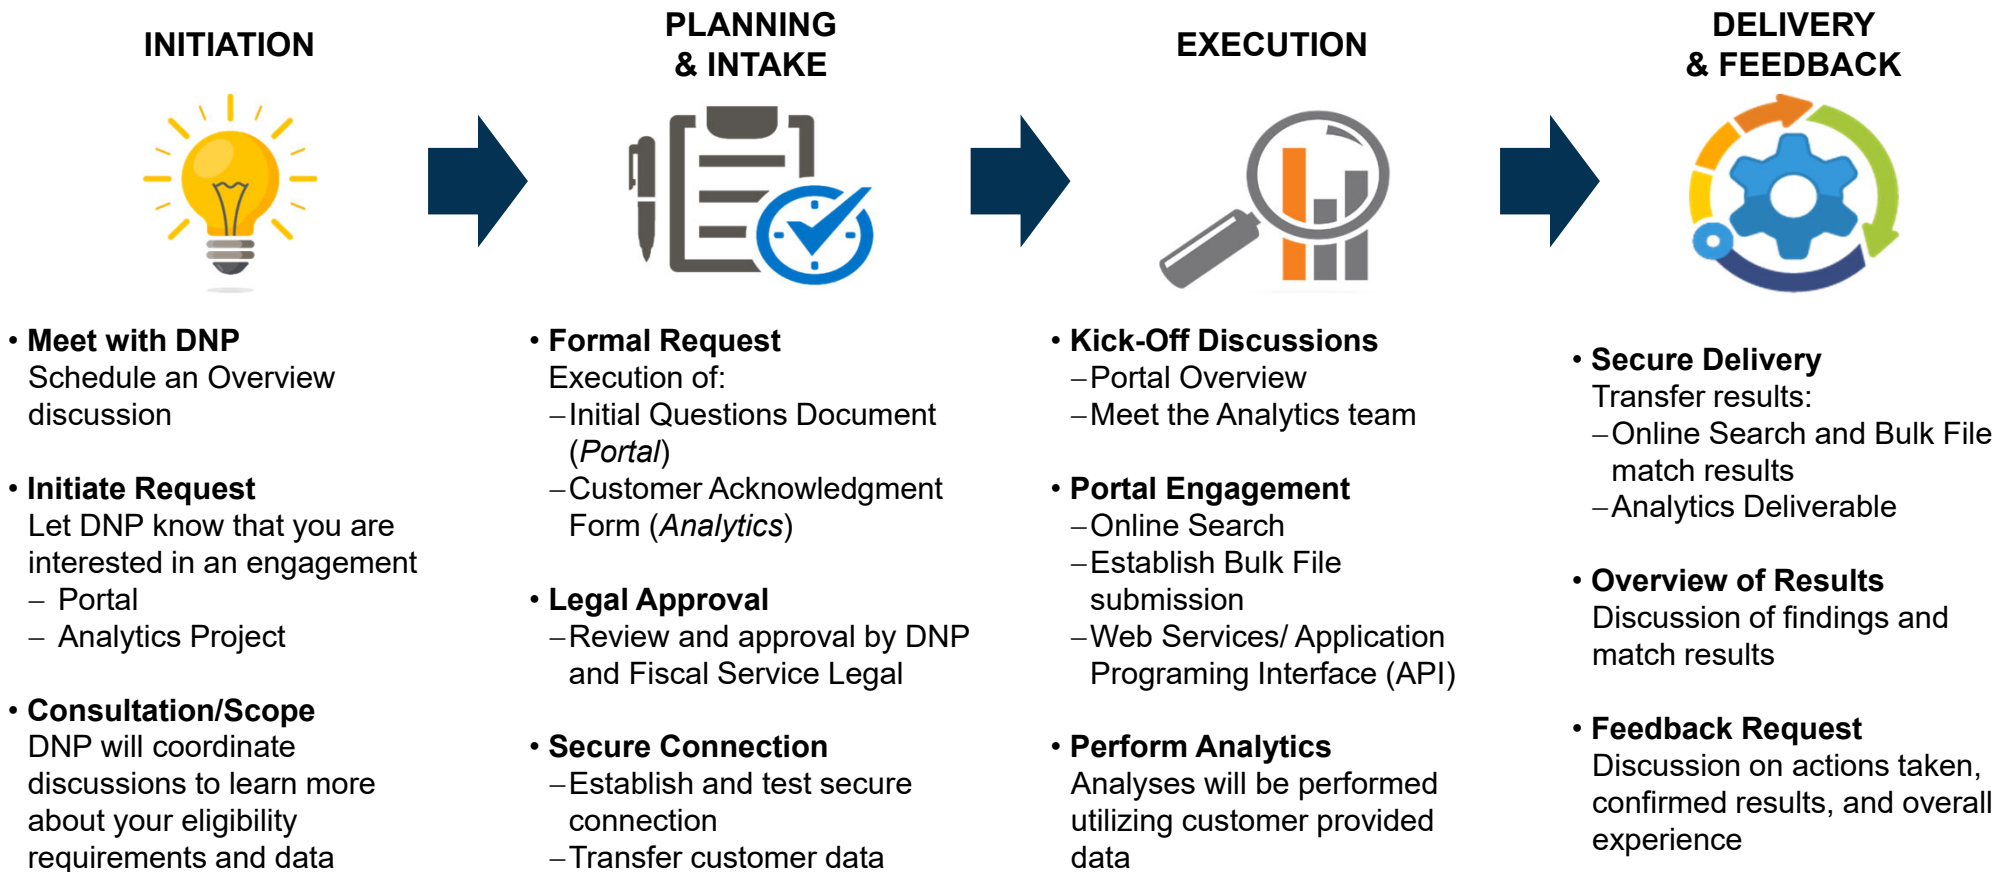 INITIATION
• Meet with DNP
Schedule an Overview
discussion
• Initiate Request
Let DNP know that you are
interested in an engagement
– Portal
– Analytics Project
• Consultation/Scope
DNP will coordinate
discussions to learn more
about your eligibility
requirements and data
PLANNING
& INTAKE
• Formal Request
Execution of:
–Initial Questions Document
(Portal)
–Customer Acknowledgment
Form (Analytics)
• Legal Approval
–Review and approval by DNP
and Fiscal Service Legal
• Secure Connection
–Establish and test secure
connection
–Transfer customer data
EXECUTION
• Kick-Off Discussions
–Portal Overview
–Meet the Analytics team
• Portal Engagement
–Online Search
–Establish Bulk File
submission
–Web Services/ Application
Programing Interface (API)
• Perform Analytics
Analyses will be performed
utilizing customer provided
data
DELIVERY
& FEEDBACK
• Secure Delivery
Transfer results:
–Online Search and Bulk File
match results
–Analytics Deliverable
• Overview of Results
Discussion of findings and
match results
• Feedback Request
Discussion on actions taken,
confirmed results, and overall
experience